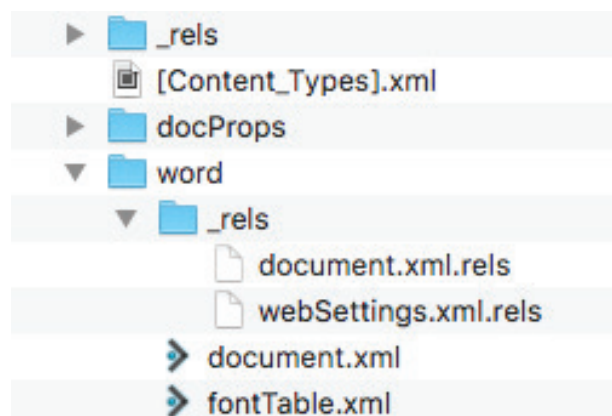 _rels
[Content_Types].xml
docProps
word
_rels
document.xml.rels
webSettings.xml.rels
document.xml
fontTable.xml